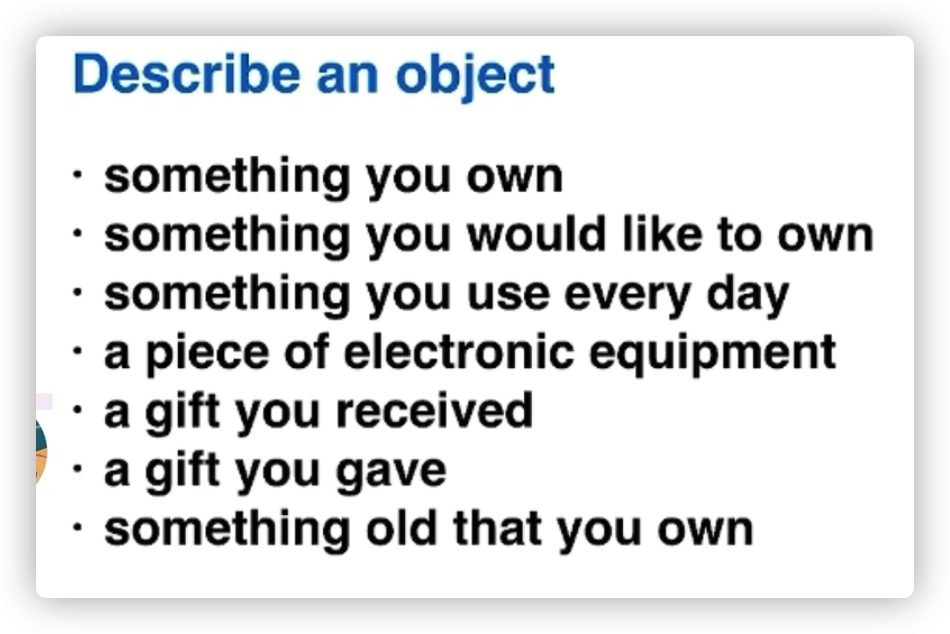 Describe an object
· something you own
· something you would like to own
· something you use every day
· a piece of electronic equipment
· a gift you received
· a gift you gave
· something old that you own